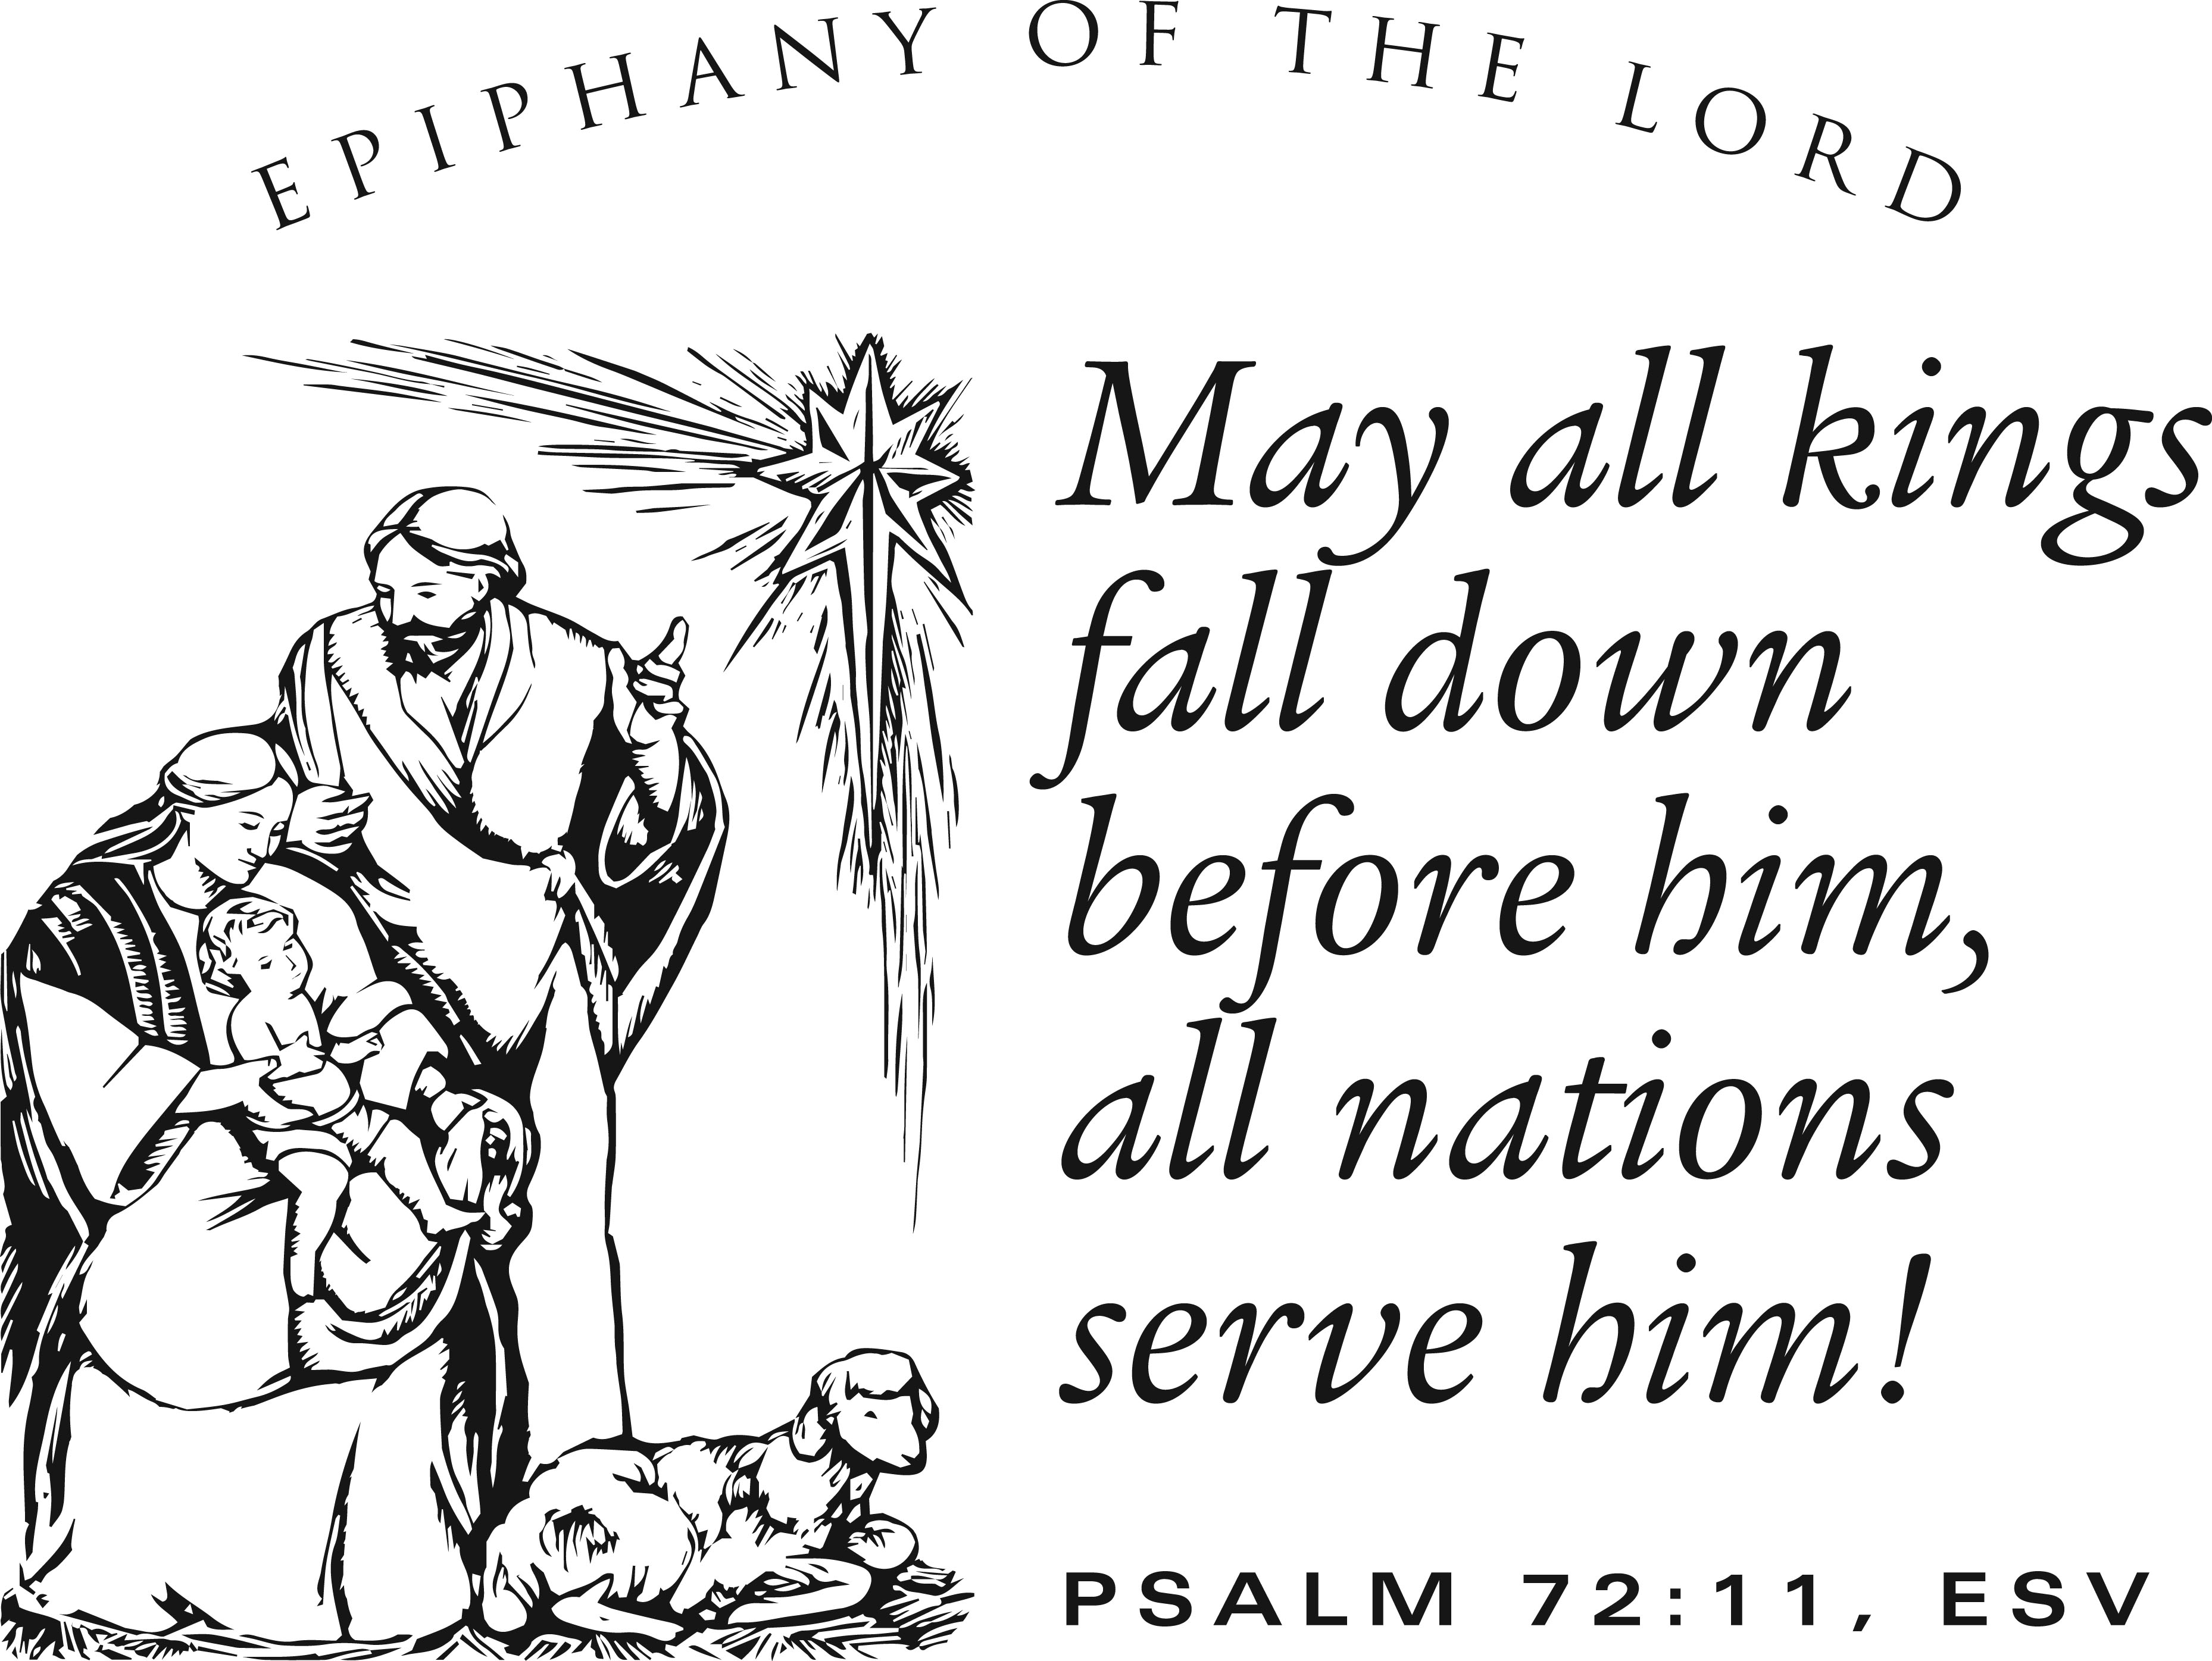 EPIPHANY OF THE LORD
May all kings
fall down
before him,
all nations
serve him!
PSALM 72:11, ESV